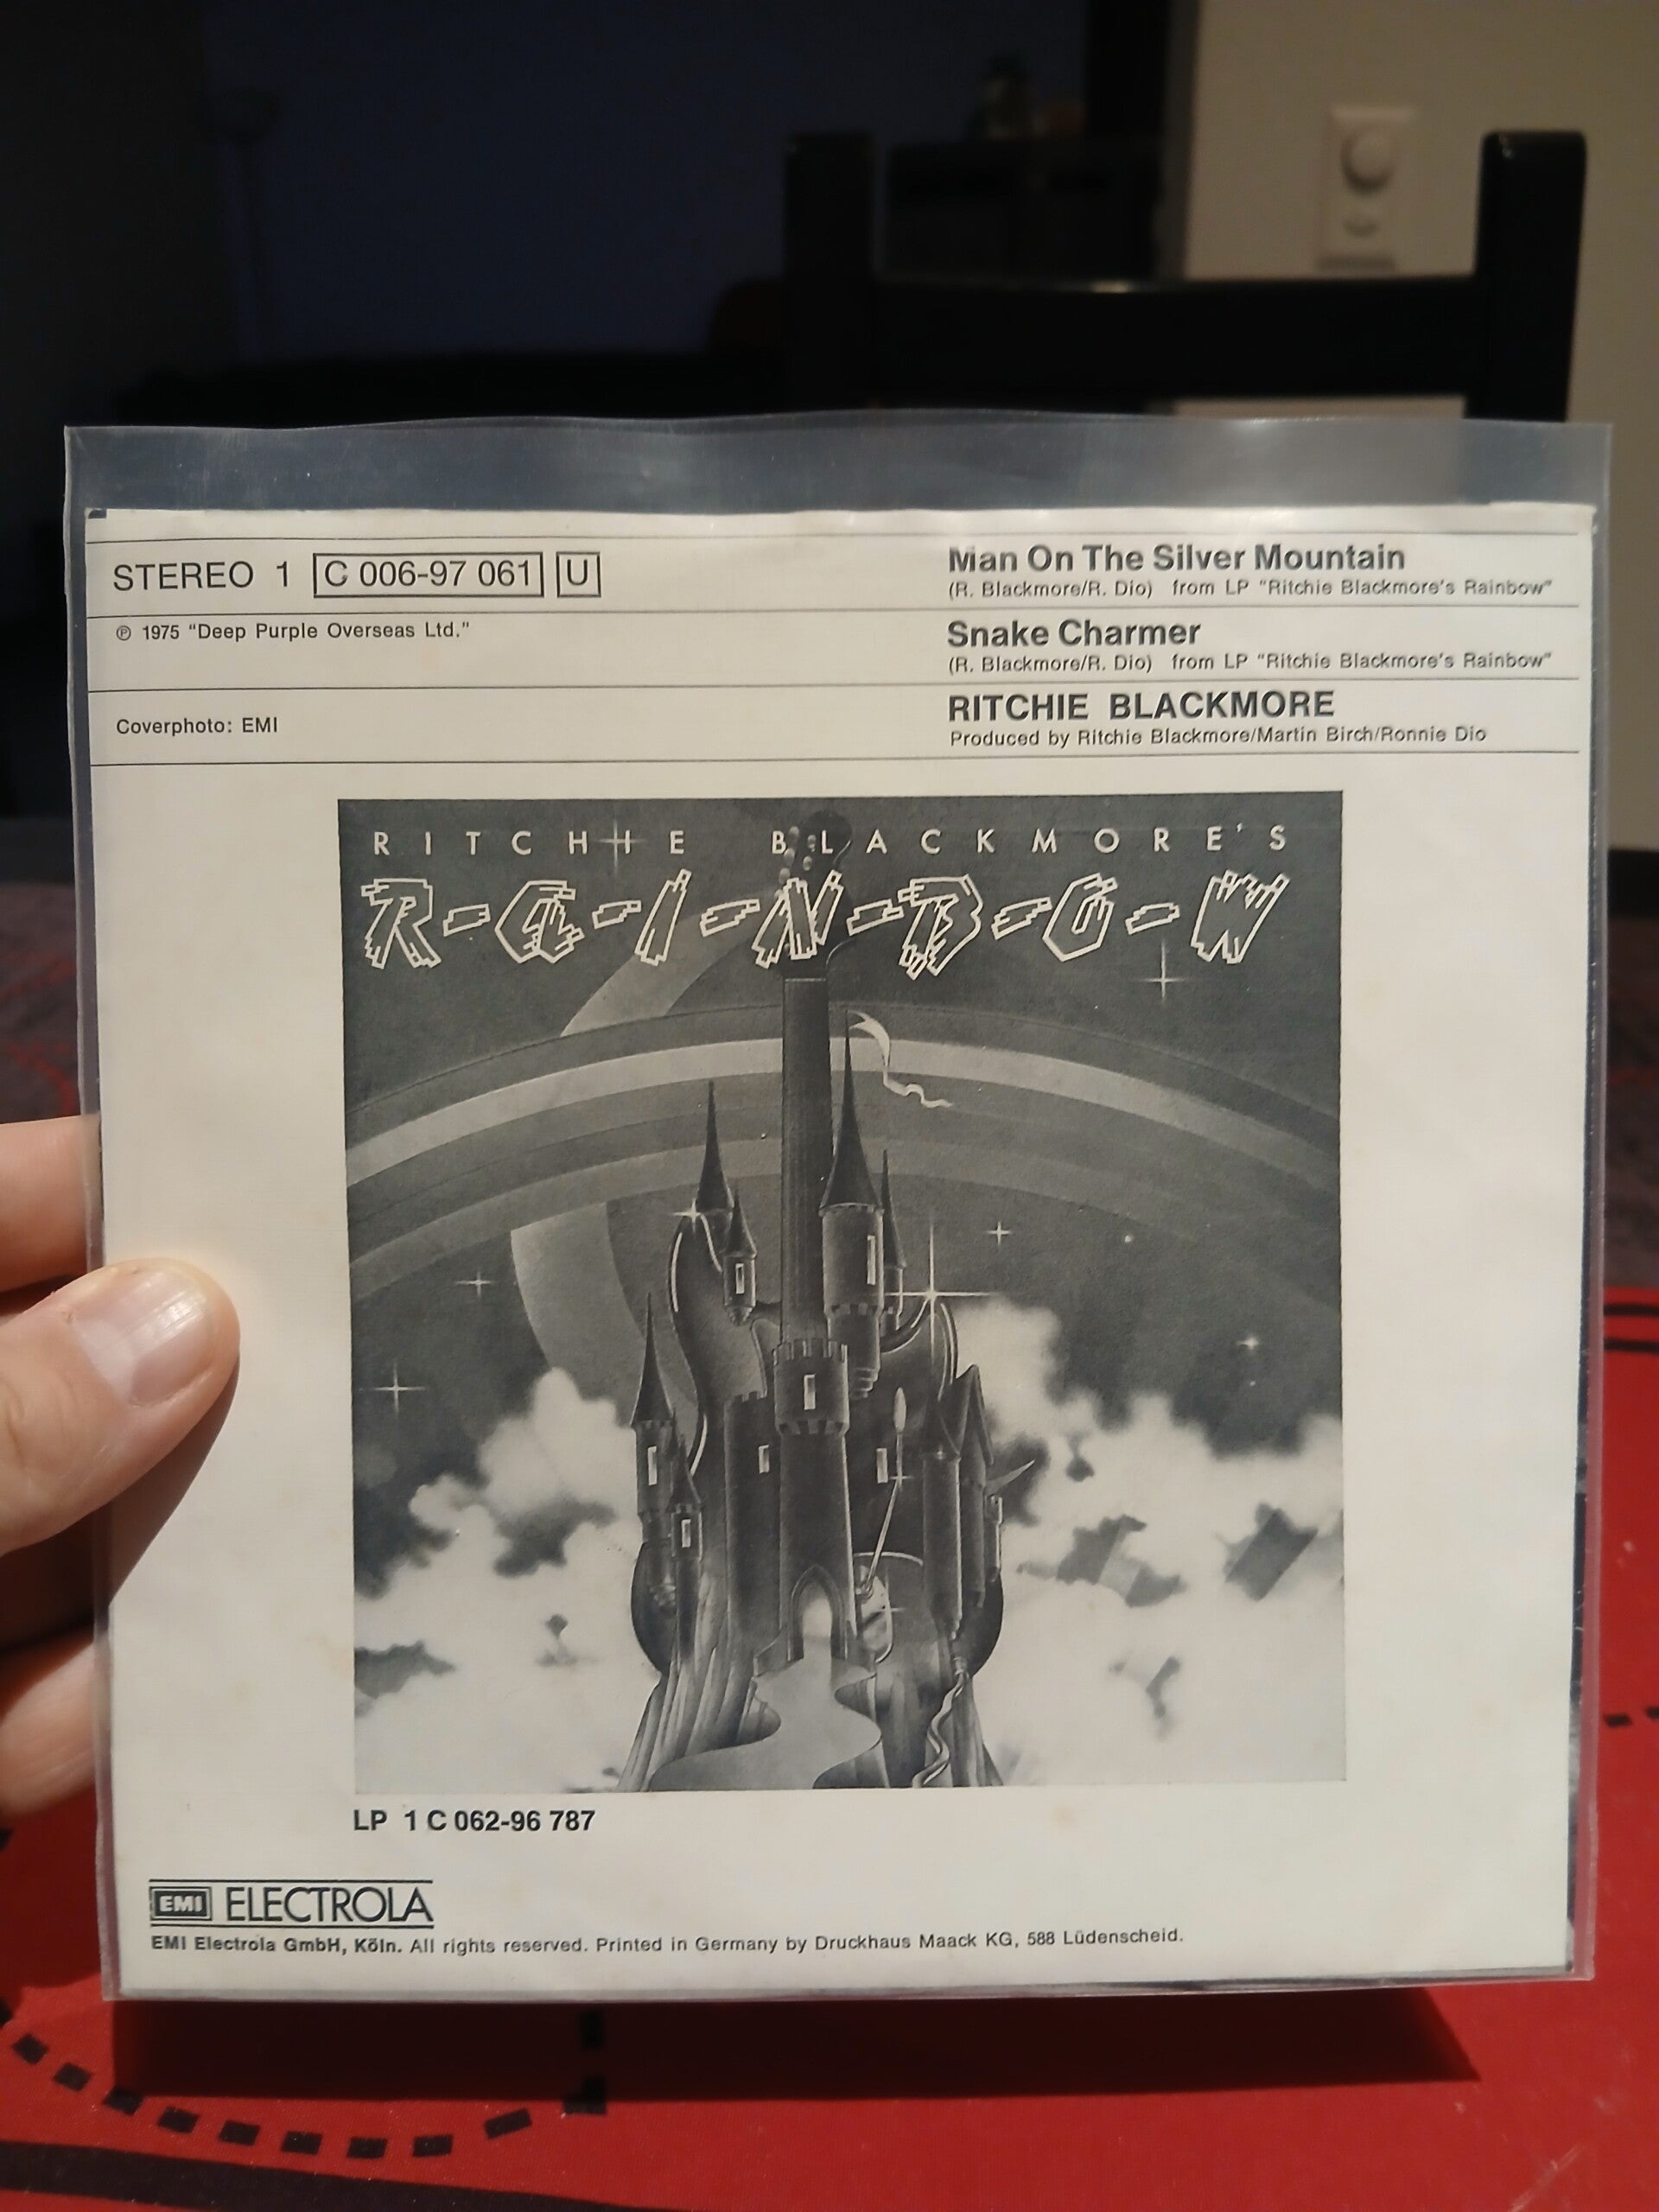 STEREO 1 C 006-97 061 U
℗ 1975 "Deep Purple Overseas Ltd."
Coverphoto: EMI
Man On The Silver Mountain
(R. Blackmore/R. Dio) from LP "Ritchie Blackmore's Rainbow"
Snake Charmer
(R. Blackmore/R. Dio) from LP "Ritchie Blackmore's Rainbow"
RITCHIE BLACKMORE
Produced by Ritchie Blackmore/Martin Birch/Ronnie Dio
RITCHIE BLACKMORE'S
R-A-I-N-B-O-W
LP 1 C 062-96 787
EMI ELECTROLA
EMI Electrola GmbH, Köln. All rights reserved. Printed in Germany by Druckhaus Maack KG, 588 Lüdenscheid.